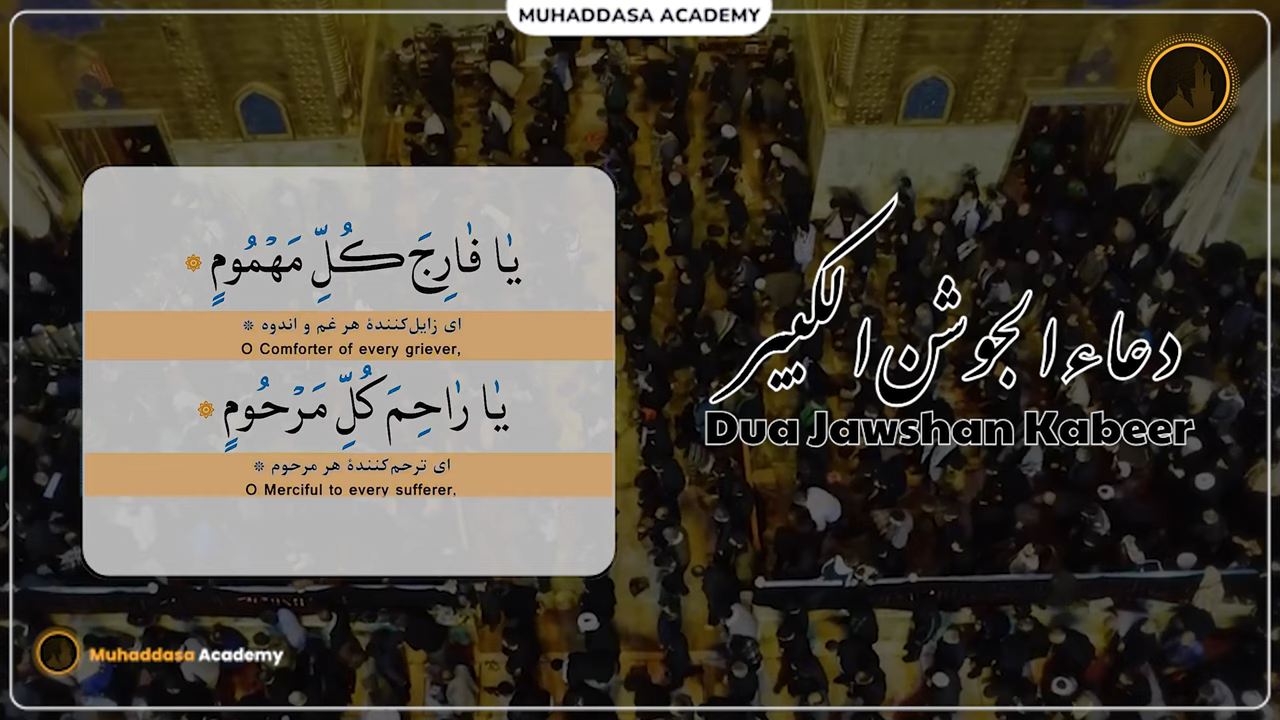 MUHADDASA ACADEMY
يٰا فٰارِجَ كُلِّ مَهْمُومٍ ۞
ای زایل‌کنندهٔ هر غم و اندوه ❊
O Comforter of every griever,
يٰا رٰاحِمَ كُلِّ مَرْحُومٍ ۞
ای ترحم‌کنندهٔ هر مرحوم ❊
O Merciful to every sufferer,
دعاء الجوشن الكبير
Dua Jawshan Kabeer
Muhaddasa Academy